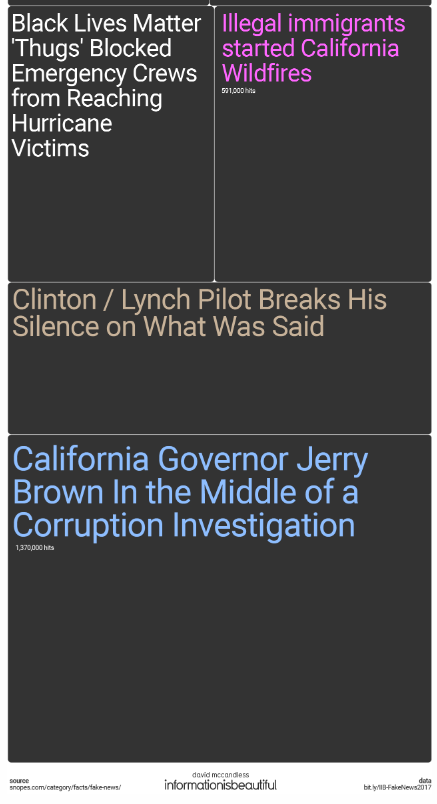 Black Lives Matter
'Thugs' Blocked
Emergency Crews
from Reaching
Hurricane
Victims
Illegal immigrants
started California
Wildfires
591,000 hits
Clinton / Lynch Pilot Breaks His
Silence on What Was Said
California Governor Jerry
Brown In the Middle of a
Corruption Investigation
1,370,000 hits
source
snopes.com/category/facts/fake-news/
david mccandless
informationisbeautiful
data
bit.ly/IIB-FakeNews2017